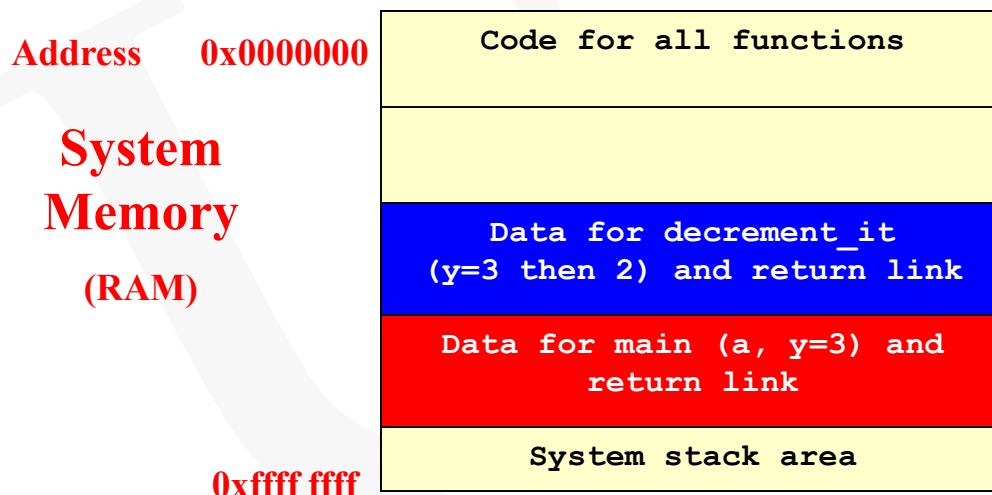 Address 0x0000000
Code for all functions
System
Memory
(RAM)
Data for decrement_it
(y=3 then 2) and return link
Data for main (a, y=3) and
return link
System stack area
0xffff ffff